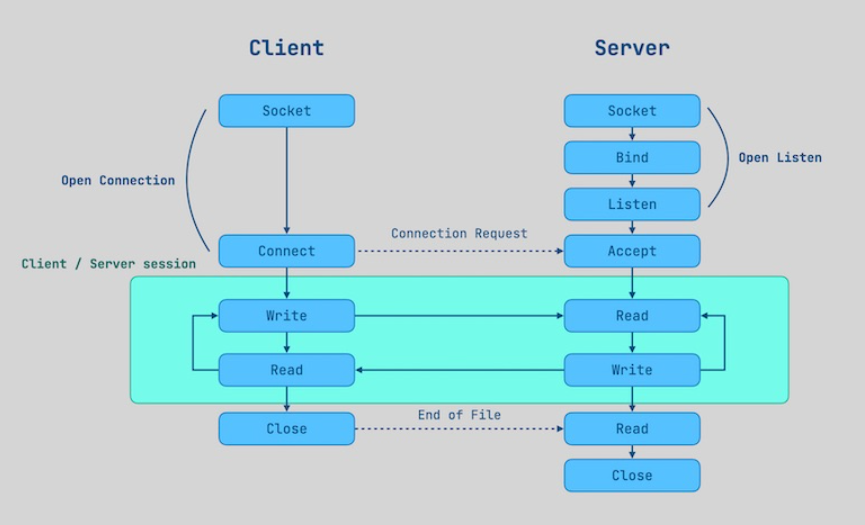 Client
Server
Socket
Socket
Bind
Open Listen
Open Connection
Listen
Connection Request
Connect
Accept
Client / Server session
Write
Read
Read
Write
End of File
Close
Read
Close